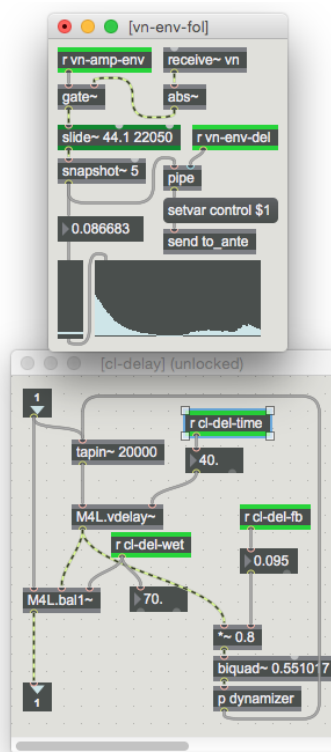 [vn-env-fol]
r vn-amp-env
receive~ vn
gate~
abs~
slide~ 44.1 22050
r vn-env-del
snapshot~ 5
pipe
setvar control $1
0.086683
send to_ante
[cl-delay] (unlocked)
1
r cl-del-time
tapin~ 20000
40.
M4L.vdelay~
r cl-del-fb
r cl-del-wet
0.095
M4L.bal1~
70.
*~ 0.8
biquad~ 0.551017
1
p dynamizer